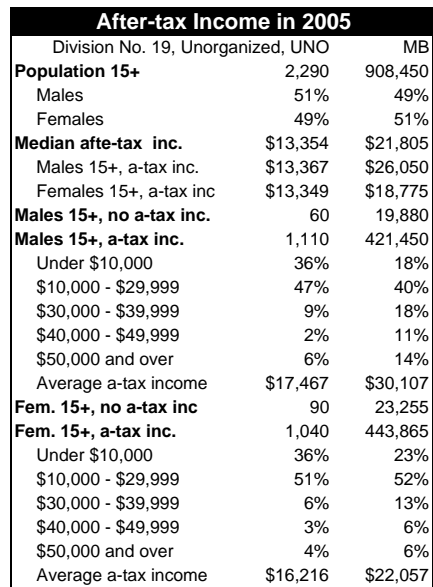 After-tax Income in 2005
Division No. 19, Unorganized, UNO MB
Population 15+ 2,290 908,450
Males 51% 49%
Females 49% 51%
Median afte-tax inc. $13,354 $21,805
Males 15+, a-tax inc. $13,367 $26,050
Females 15+, a-tax inc $13,349 $18,775
Males 15+, no a-tax inc. 60 19,880
Males 15+, a-tax inc. 1,110 421,450
Under $10,000 36% 18%
$10,000 - $29,999 47% 40%
$30,000 - $39,999 9% 18%
$40,000 - $49,999 2% 11%
$50,000 and over 6% 14%
Average a-tax income $17,467 $30,107
Fem. 15+, no a-tax inc 90 23,255
Fem. 15+, a-tax inc. 1,040 443,865
Under $10,000 36% 23%
$10,000 - $29,999 51% 52%
$30,000 - $39,999 6% 13%
$40,000 - $49,999 3% 6%
$50,000 and over 4% 6%
Average a-tax income $16,216 $22,057